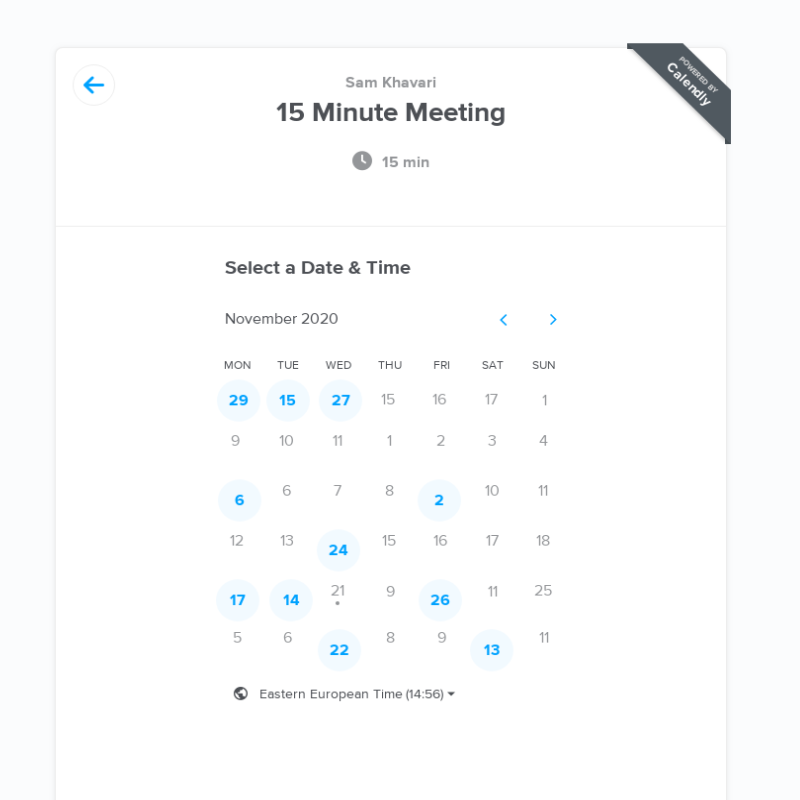 POWERED BY
Calendly
Sam Khavari
15 Minute Meeting
15 min
Select a Date & Time
November 2020
MON TUE WED THU FRI SAT SUN
29 15 27 15 16 17 1
9 10 11 1 2 3 4
6 6 7 8 2 10 11
12 13 24 15 16 17 18
17 14 21 9 26 11 25
5 6 22 8 9 13 11
Eastern European Time (14:56)